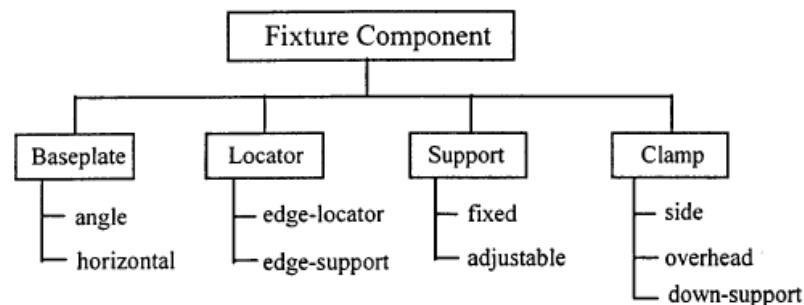 Fixture Component
Baseplate
Locator
Support
Clamp
angle
edge-locator
fixed
side
horizontal
edge-support
adjustable
overhead
down-support